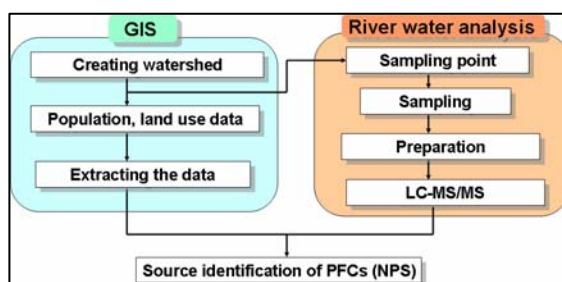 GIS
Creating watershed
Population, land use data
Extracting the data
River water analysis
Sampling point
Sampling
Preparation
LC-MS/MS
Source identification of PFCs (NPS)